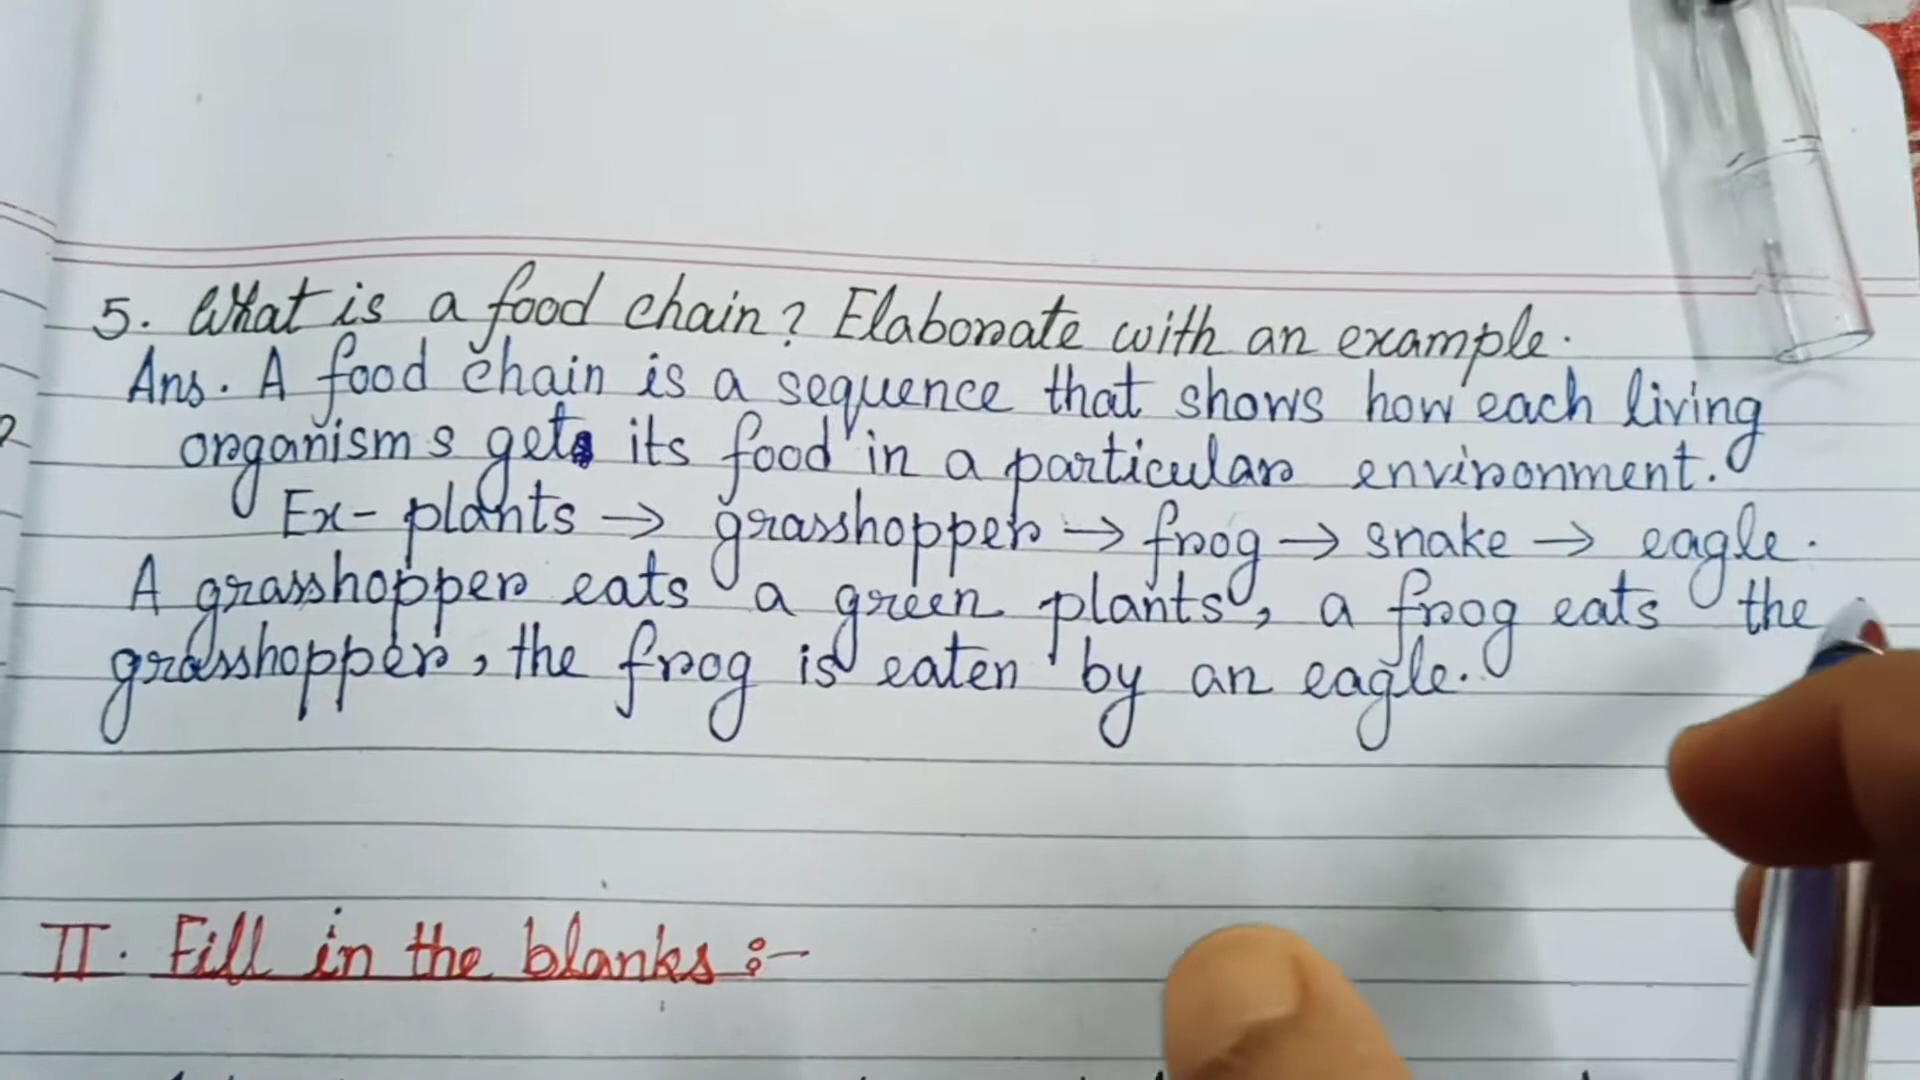 5. What is a food chain? Elaborate with an example.
Ans. A food chain is a sequence that shows how each living
organisms gets its food in a particular environment.
Ex- plants → grasshopper → frog → snake → eagle.
A grasshopper eats a green plants, a frog eats the
grasshopper, the frog is eaten by an eagle.
II. Fill in the blanks :-